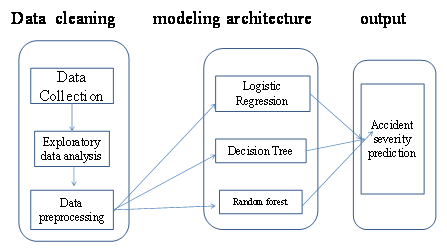 Data cleaning
modeling architecture
output
Data
Collection
Exploratory
data analysis
Data
preprocessing
Logistic
Regression
Decision Tree
Random forest
Accident
severity
prediction